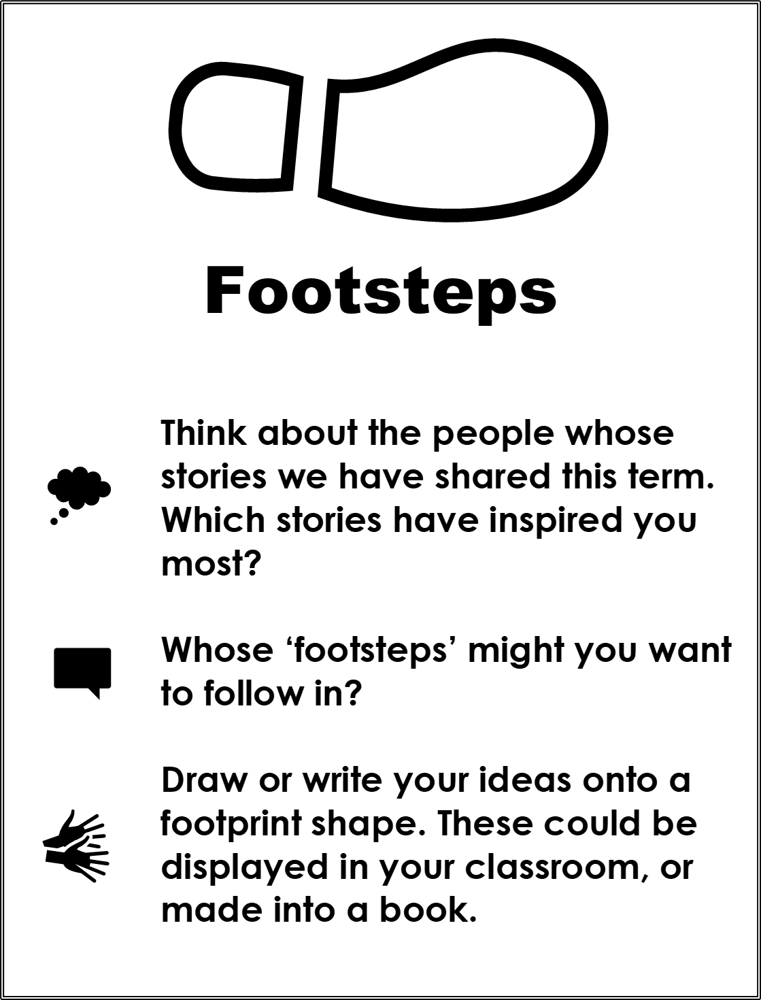 Footsteps
Think about the people whose
stories we have shared this term.
Which stories have inspired you
most?
Whose ‘footsteps’ might you want
to follow in?
Draw or write your ideas onto a
footprint shape. These could be
displayed in your classroom, or
made into a book.